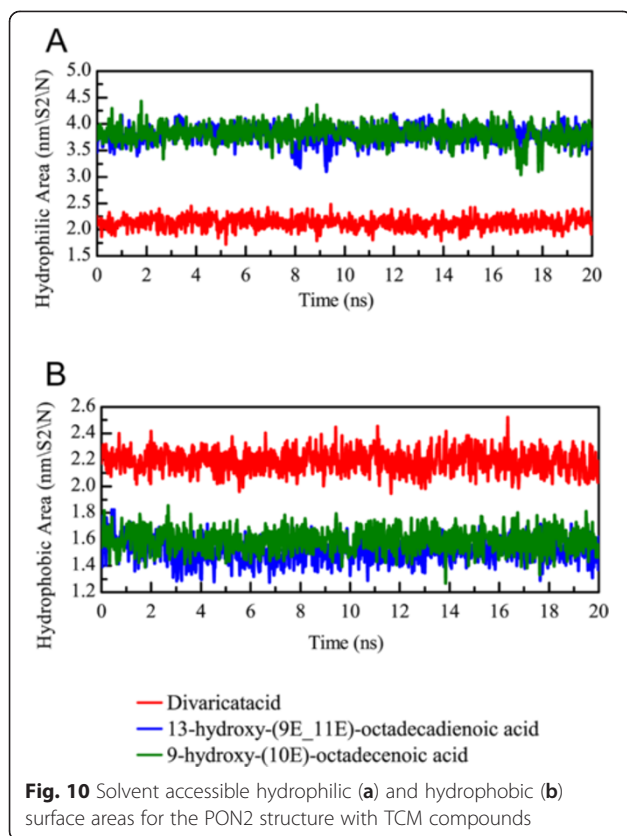 A
Hydrophilic Area (nm\S2\N)
5.0
4.5
4.0
3.5
3.0
2.5
2.0
1.5
0 2 4 6 8 10 12 14 16 18 20
Time (ns)
B
Hydrophobic Area (nm\S2\N)
2.6
2.4
2.2
2.0
1.8
1.6
1.4
1.2
0 2 4 6 8 10 12 14 16 18 20
Time (ns)
Divaricatacid
13-hydroxy-(9E_11E)-octadecadienoic acid
9-hydroxy-(10E)-octadecenoic acid
Fig. 10 Solvent accessible hydrophilic (a) and hydrophobic (b)
surface areas for the PON2 structure with TCM compounds